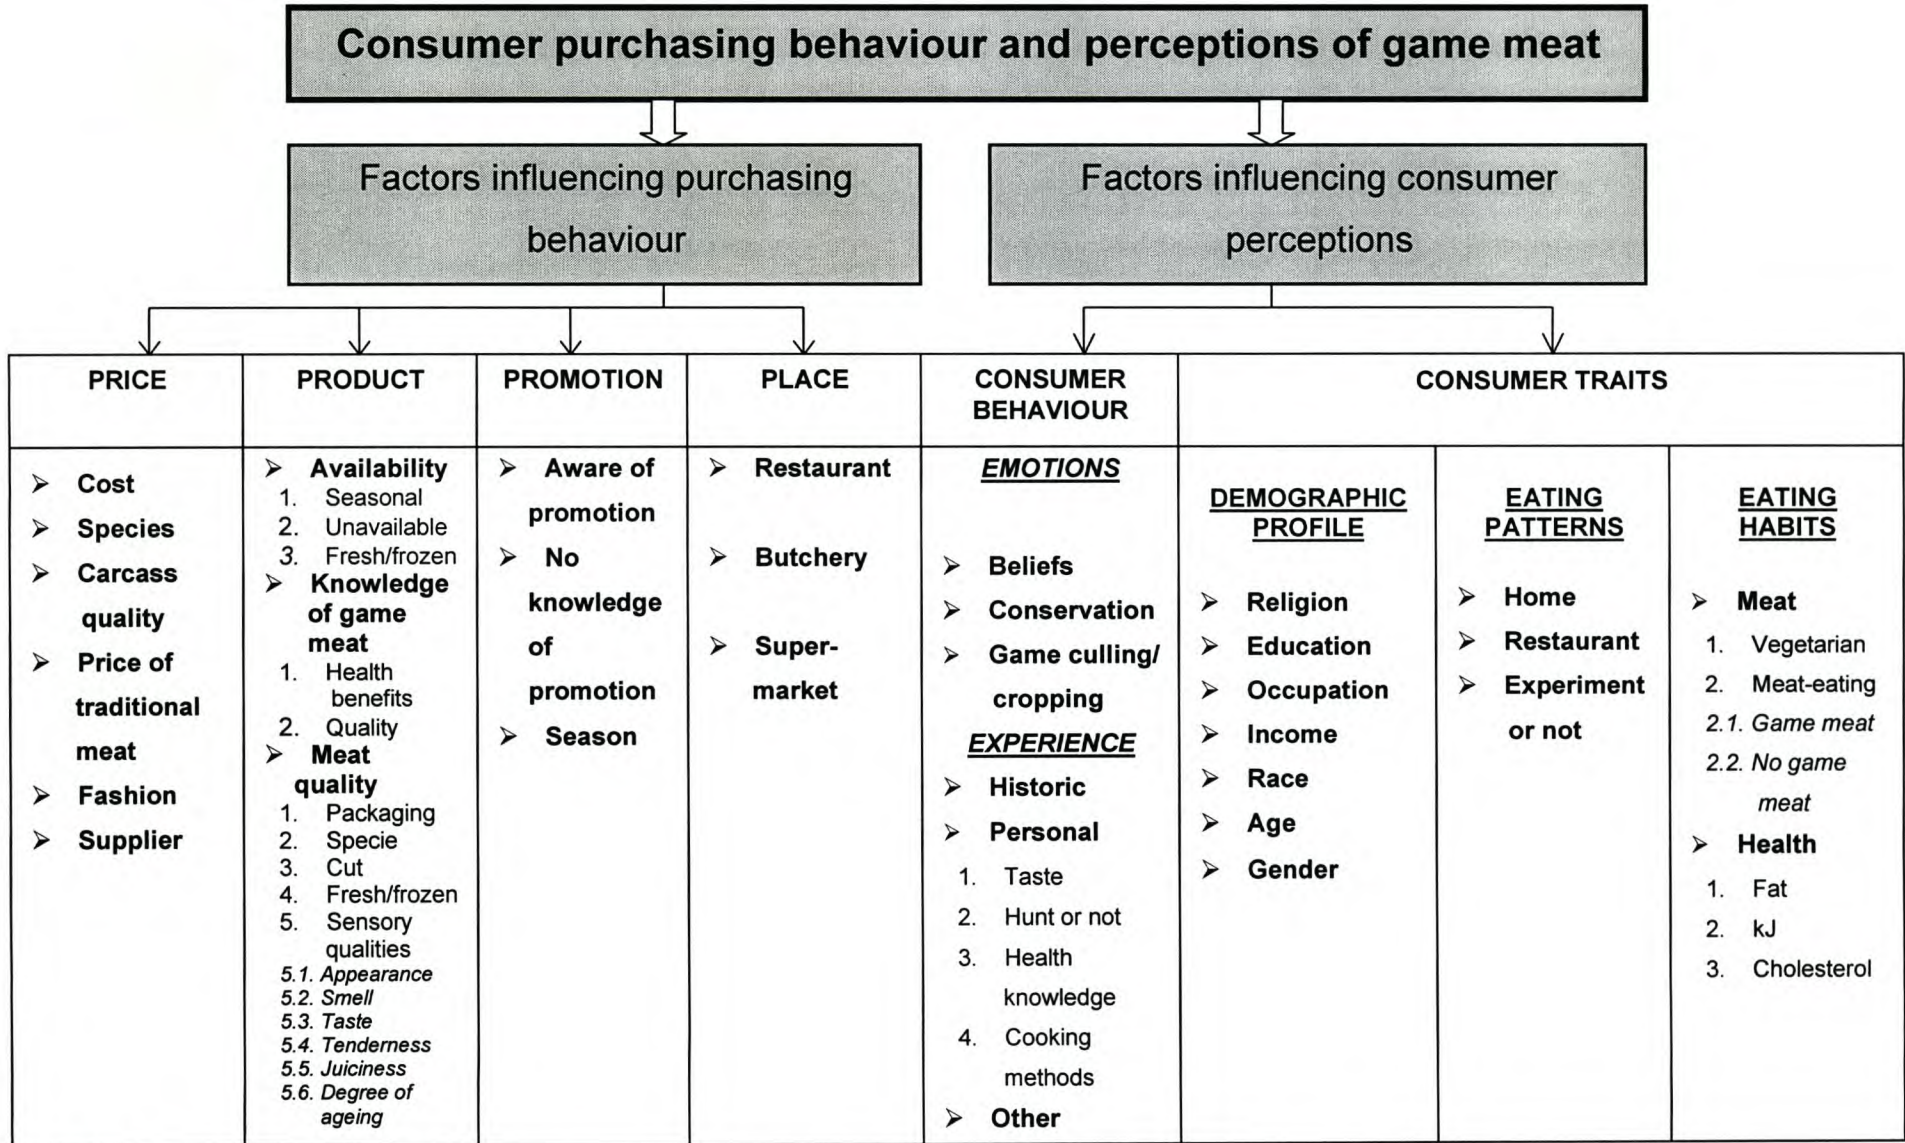 Consumer purchasing behaviour and perceptions of game meat
Factors influencing purchasing
behaviour
Factors influencing consumer
perceptions
PRICE
➢ Cost
➢ Species
➢ Carcass
quality
➢ Price of
traditional
meat
➢ Fashion
➢ Supplier
PRODUCT
➢ Availability
1. Seasonal
2. Unavailable
3. Fresh/frozen
➢ Knowledge
of game
meat
1. Health
benefits
2. Quality
➢ Meat
quality
1. Packaging
2. Specie
3. Cut
4. Fresh/frozen
5. Sensory
qualities
5.1. Appearance
5.2. Smell
5.3. Taste
5.4. Tenderness
5.5. Juiciness
5.6. Degree of
ageing
PROMOTION
➢ Aware of
promotion
➢ No
knowledge
of
promotion
➢ Season
PLACE
➢ Restaurant
➢ Butchery
➢ Super-
market
CONSUMER
BEHAVIOUR
EMOTIONS
➢ Beliefs
➢ Conservation
➢ Game culling/
cropping
EXPERIENCE
➢ Historic
➢ Personal
1. Taste
2. Hunt or not
3. Health
knowledge
4. Cooking
methods
➢ Other
CONSUMER TRAITS
DEMOGRAPHIC
PROFILE
➢ Religion
➢ Education
➢ Occupation
➢ Income
➢ Race
➢ Age
➢ Gender
EATING
PATTERNS
➢ Home
➢ Restaurant
➢ Experiment
or not
EATING
HABITS
➢ Meat
1. Vegetarian
2. Meat-eating
2.1. Game meat
2.2. No game
meat
➢ Health
1. Fat
2. kJ
3. Cholesterol